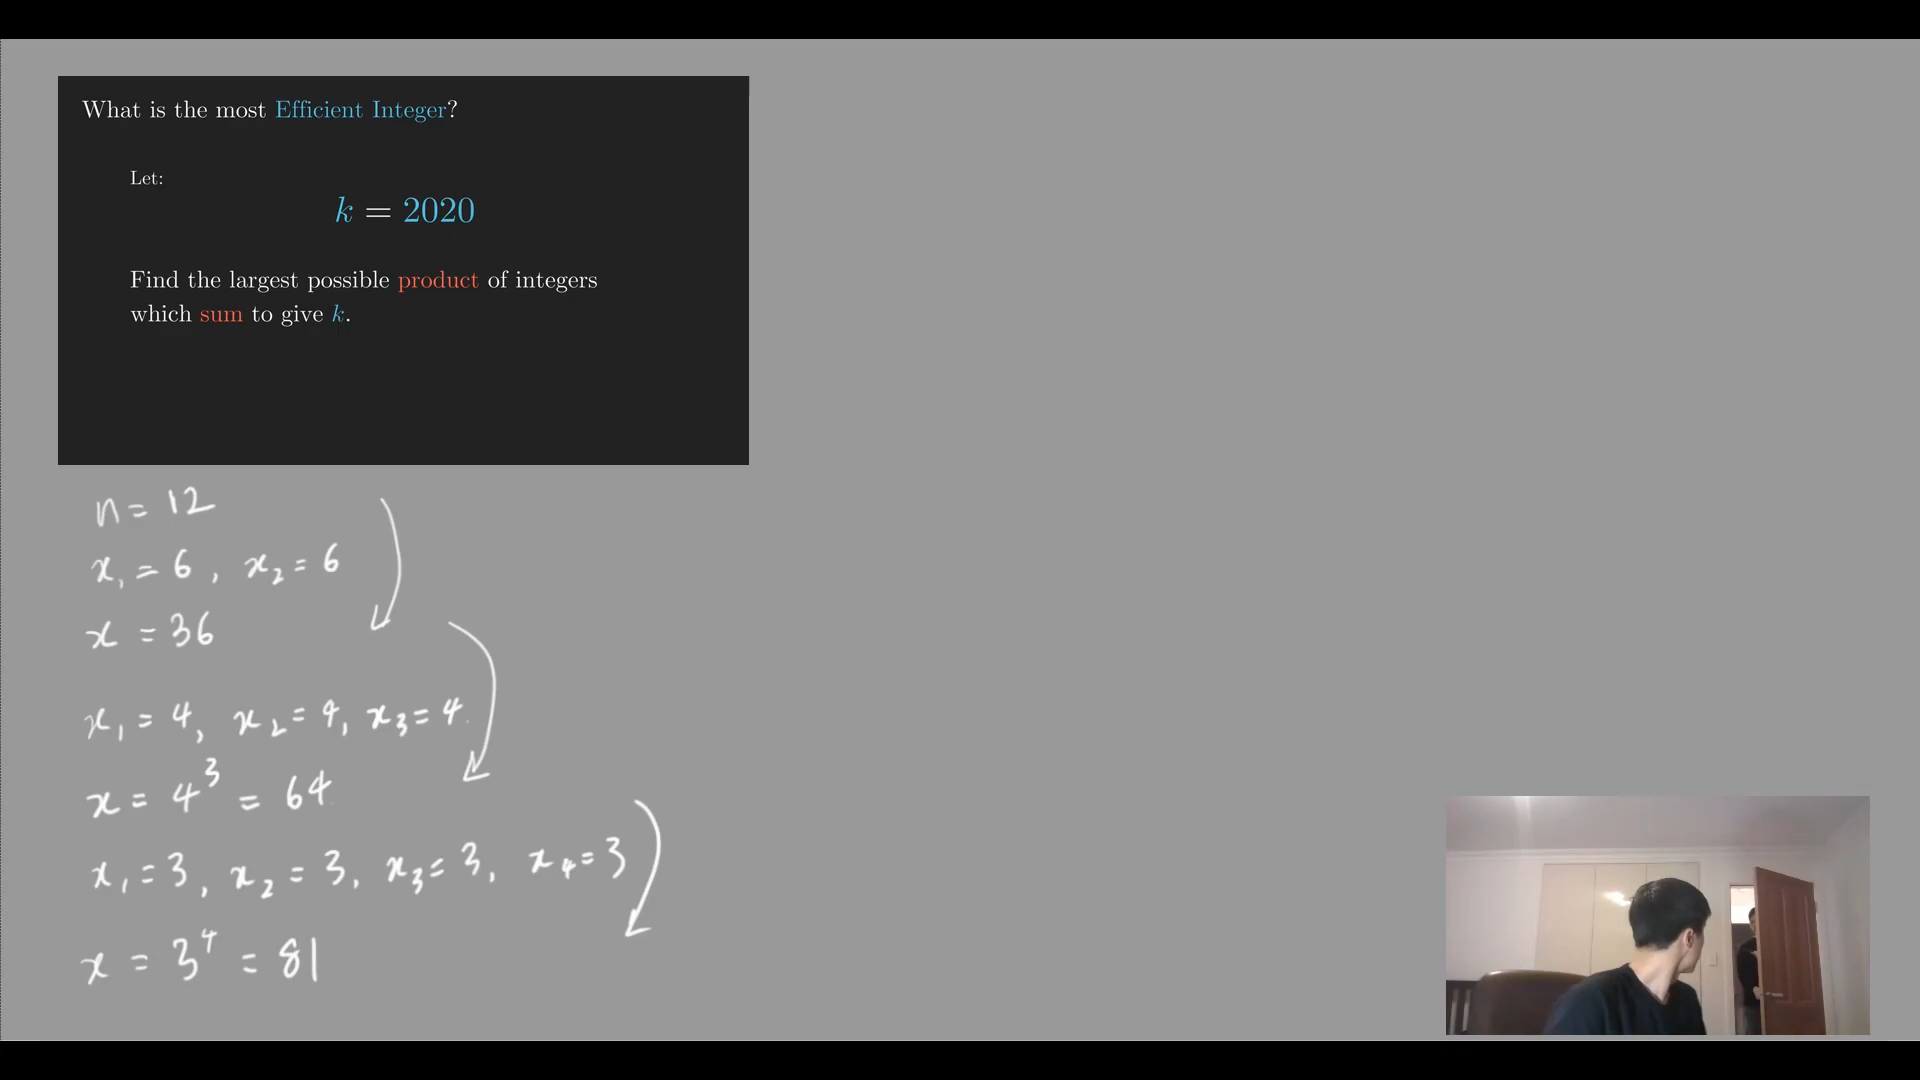 What is the most Efficient Integer?
Let:
k = 2020
Find the largest possible product of integers
which sum to give k.
n = 12
x₁ = 6, x₂ = 6
x = 36
x₁ = 4, x₂ = 4, x₃ = 4
x = 4³ = 64
x₁ = 3, x₂ = 3, x₃ = 3, x₄ = 3
x = 3⁴ = 81